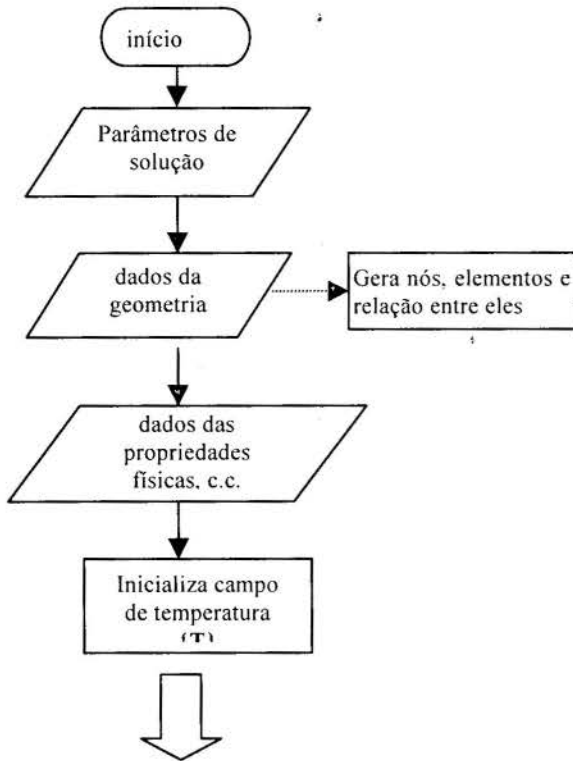 início
Parâmetros de
solução
dados da
geometria
Gera nós, elementos e
relação entre eles
dados das
propriedades
físicas, c.c.
Inicializa campo
de temperatura
{T}